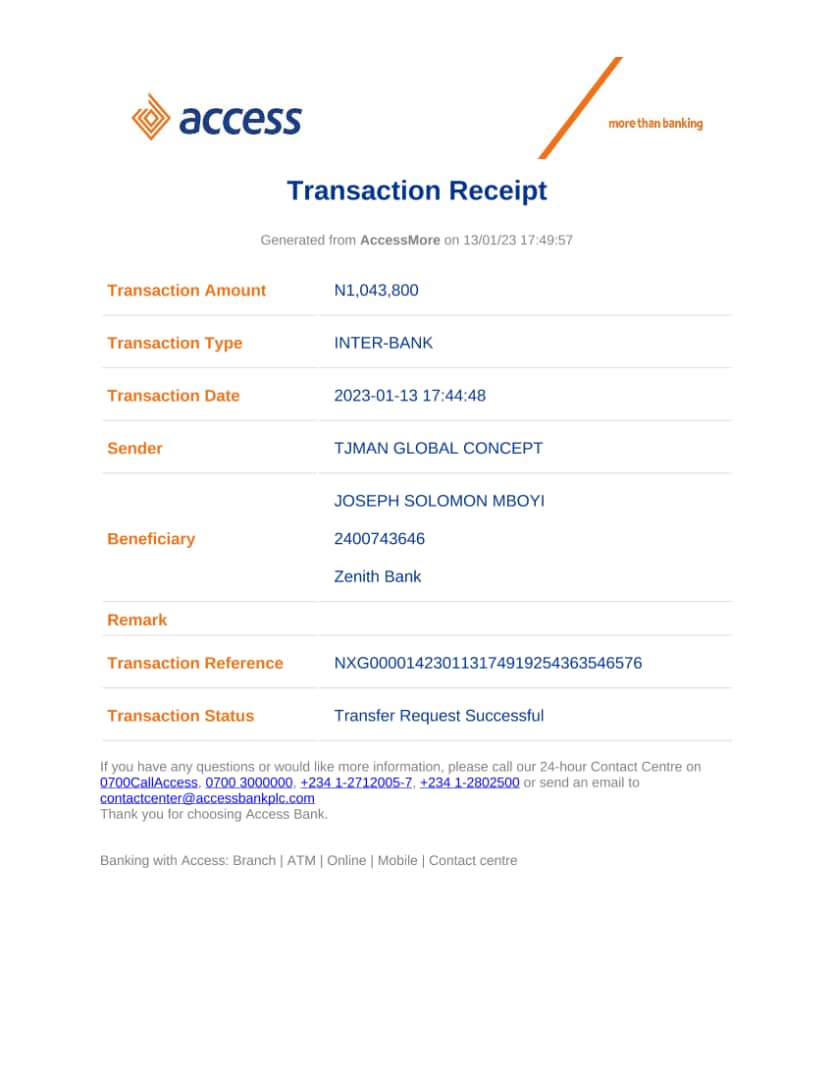 access
more than banking
Transaction Receipt
Generated from AccessMore on 13/01/23 17:49:57
Transaction Amount N1,043,800
Transaction Type INTER-BANK
Transaction Date 2023-01-13 17:44:48
Sender TJMAN GLOBAL CONCEPT
JOSEPH SOLOMON MBOYI
Beneficiary 2400743646
Zenith Bank
Remark
Transaction Reference NXG000014230113174919254363546576
Transaction Status Transfer Request Successful
If you have any questions or would like more information, please call our 24-hour Contact Centre on
0700CallAccess, 0700 3000000, +234 1-2712005-7, +234 1-2802500 or send an email to
contactcenter@accessbankplc.com
Thank you for choosing Access Bank.
Banking with Access: Branch | ATM | Online | Mobile | Contact centre